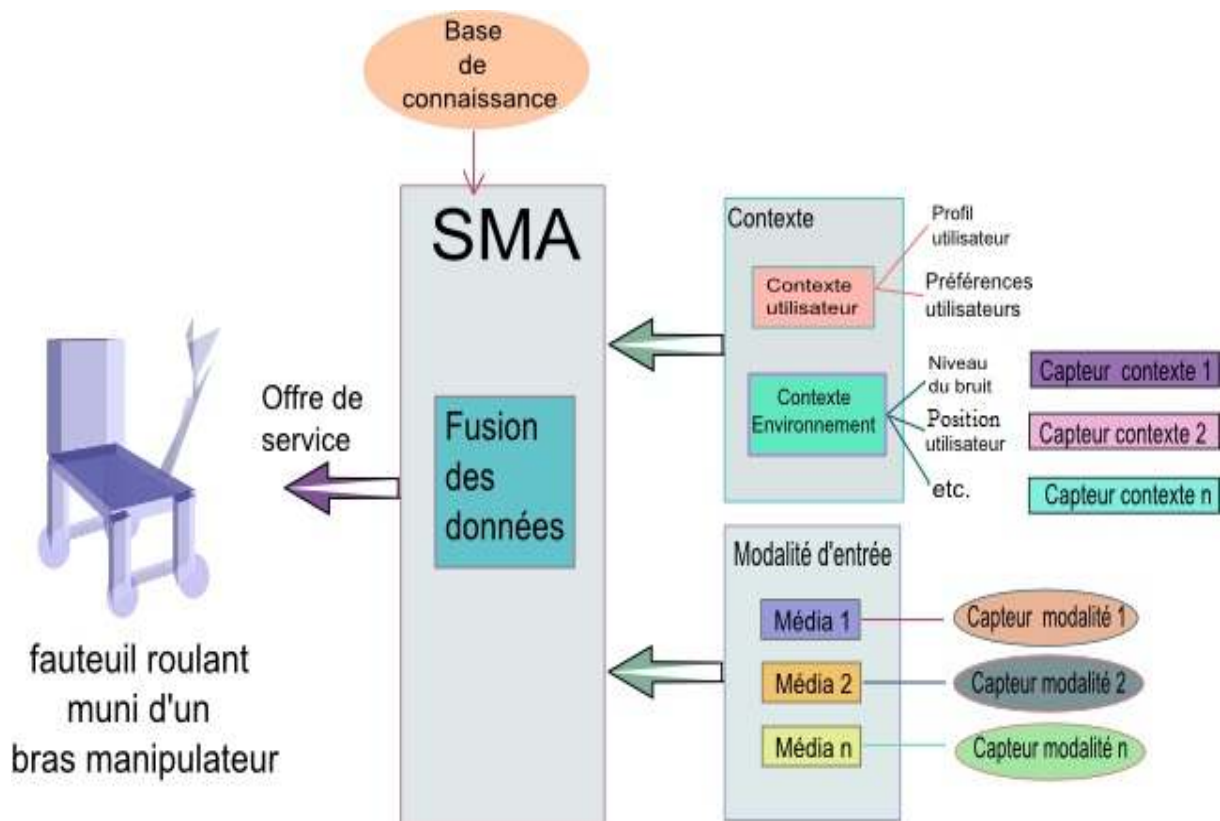 Base
de
connaissance
SMA
Fusion
des
données
Offre de
service
fauteuil roulant
muni d'un
bras manipulateur
Contexte
Contexte
utilisateur
Profil
utilisateur
Préférences
utilisateurs
Contexte
Environnement
Niveau
du bruit
Position
utilisateur
etc.
Capteur contexte 1
Capteur contexte 2
Capteur contexte n
Modalité d'entrée
Média 1
Capteur modalité 1
Média 2
Capteur modalité 2
Média n
Capteur modalité n